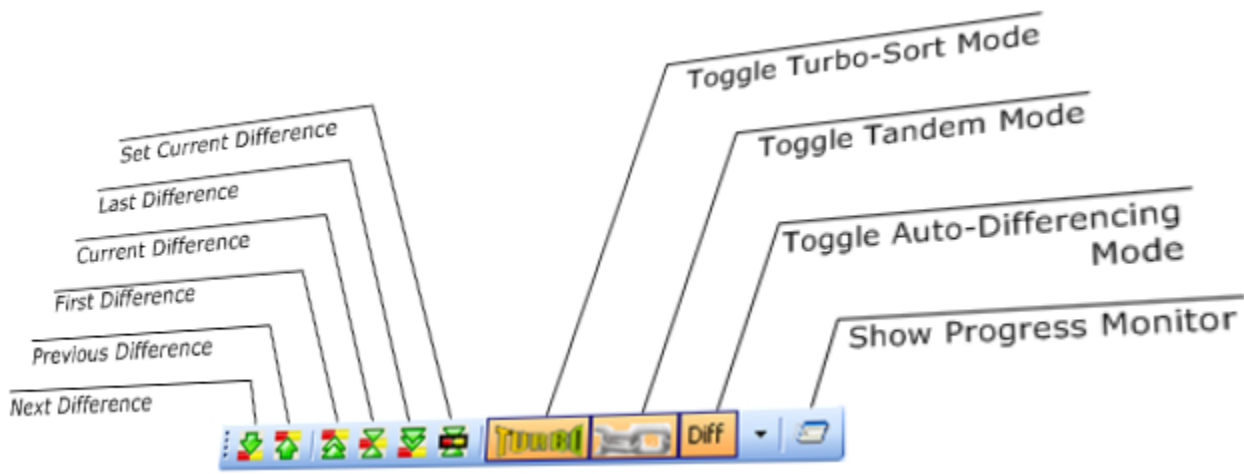 Toggle Turbo-Sort Mode
Set Current Difference
Toggle Tandem Mode
Last Difference
Current Difference
Toggle Auto-Differencing
Mode
First Difference
Show Progress Monitor
Previous Difference
Next Difference
TURBO
Diff